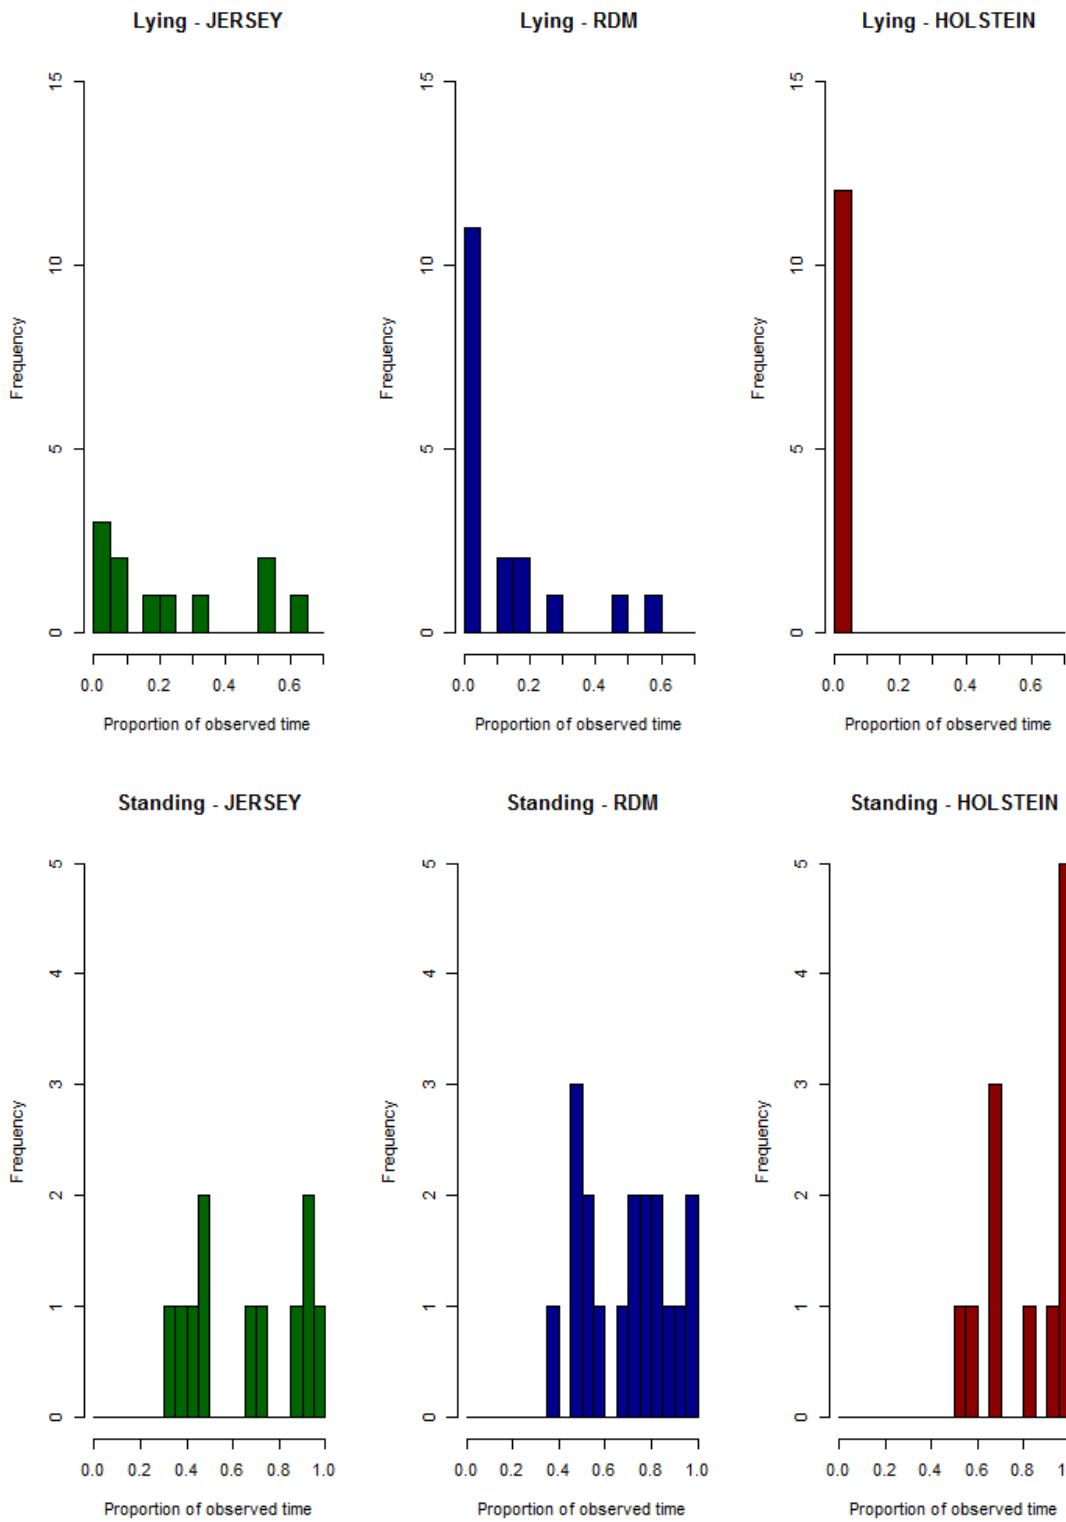 Lying - JERSEY
Lying - RDM
Lying - HOLSTEIN
15
10
5
0
Frequency
0.0 0.2 0.4 0.6
Proportion of observed time
15
10
5
0
Frequency
0.0 0.2 0.4 0.6
Proportion of observed time
15
10
5
0
Frequency
0.0 0.2 0.4 0.6
Proportion of observed time
Standing - JERSEY
Standing - RDM
Standing - HOLSTEIN
5
4
3
2
1
0
Frequency
0.0 0.2 0.4 0.6 0.8 1.0
Proportion of observed time
5
4
3
2
1
0
Frequency
0.0 0.2 0.4 0.6 0.8 1.0
Proportion of observed time
5
4
3
2
1
0
Frequency
0.0 0.2 0.4 0.6 0.8
Proportion of observed time